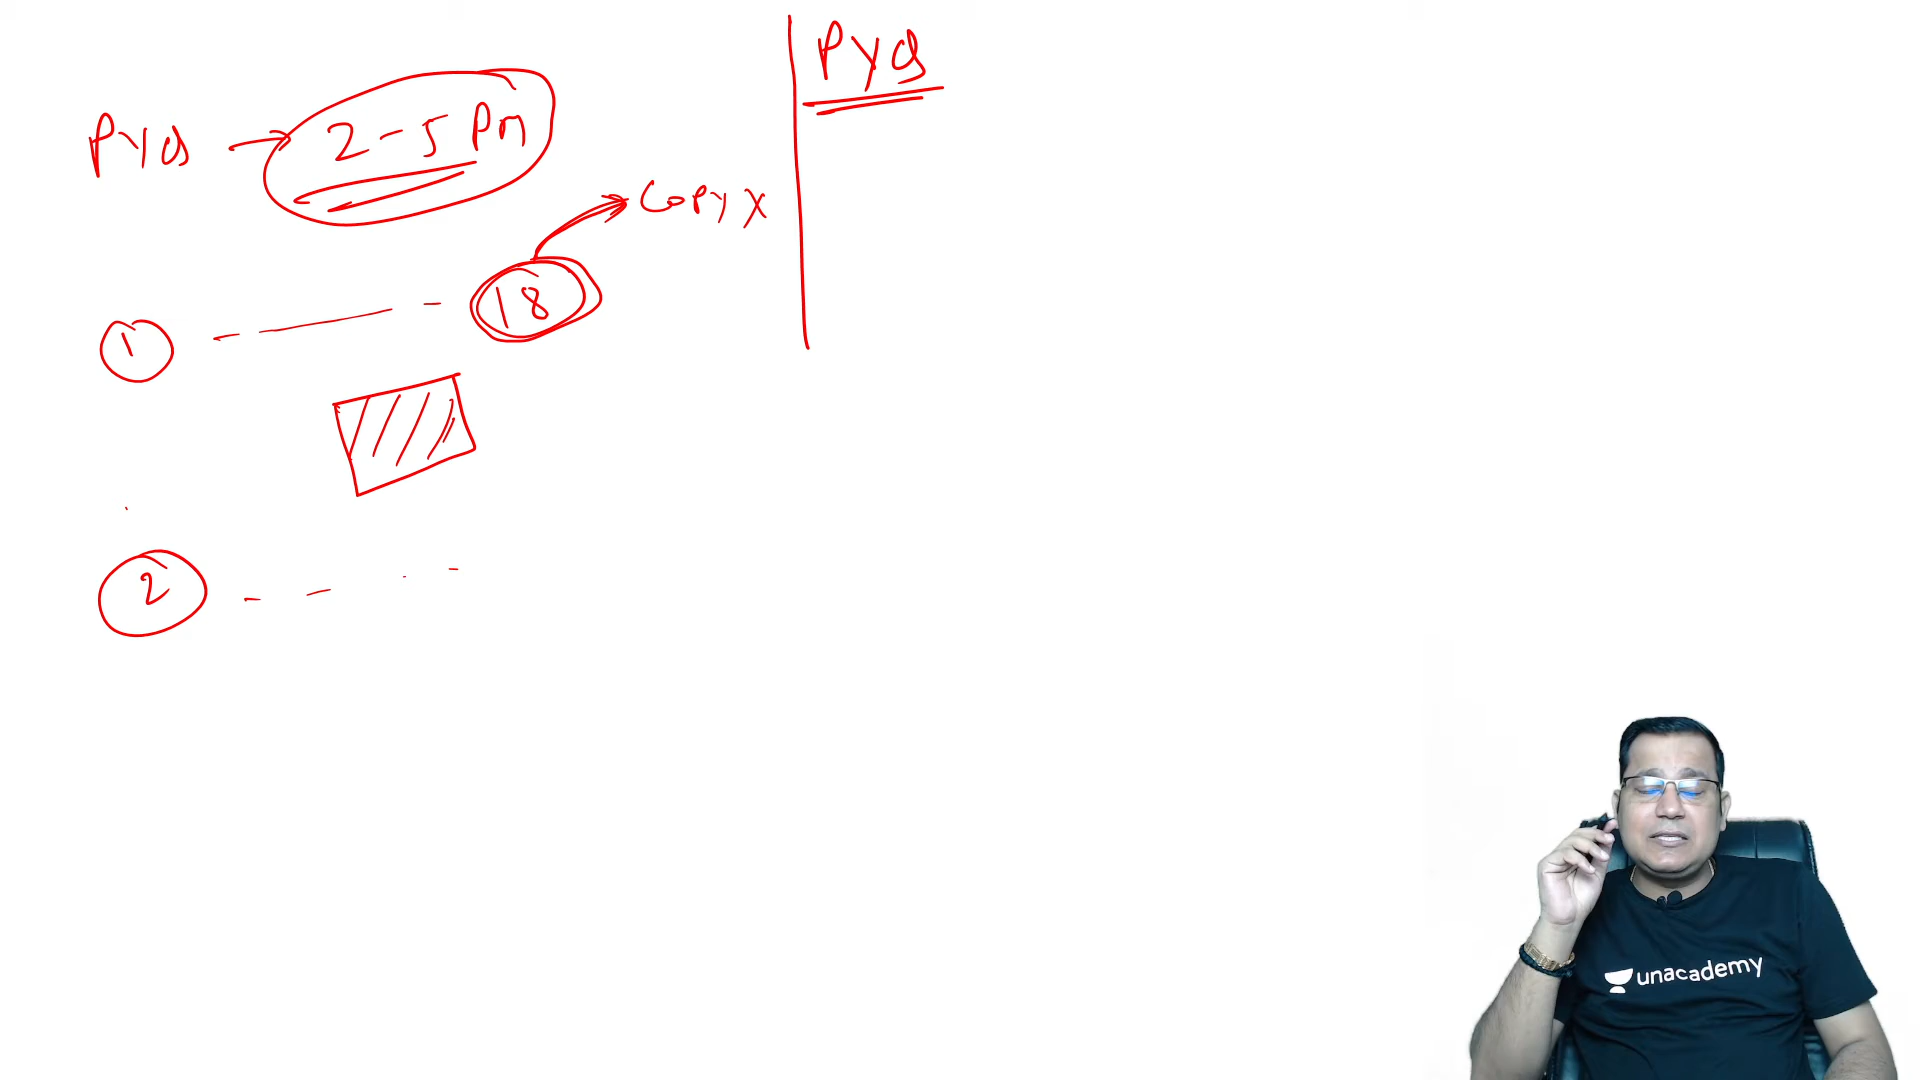 PYQ → 2-5 PM
Copy X
1 - — - 18
2 - - - -
PYQ
unacademy